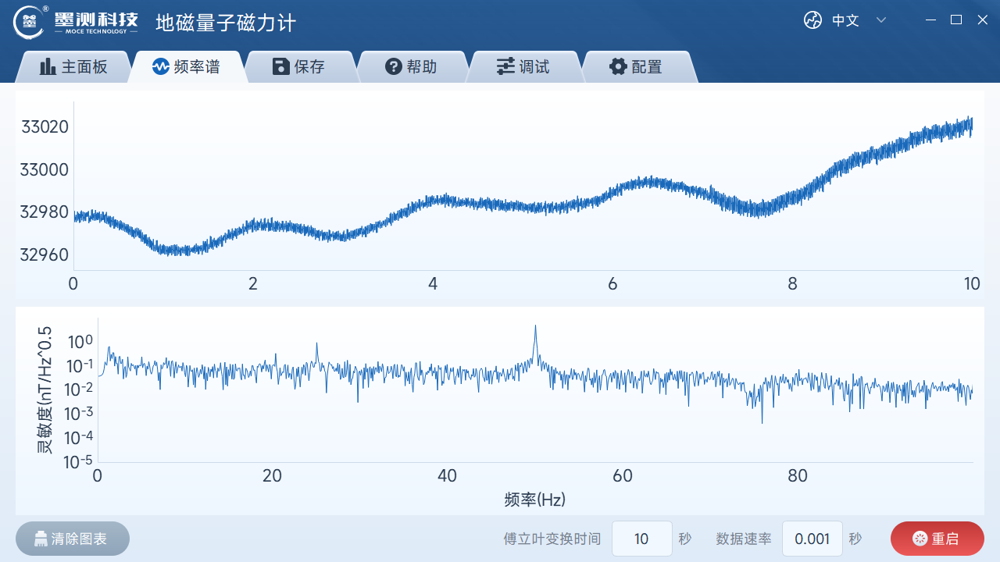 墨测科技® 地磁量子磁力计 中文
MOCE TECHNOLOGY
主面板 频率谱 保存 帮助 调试 配置
33020
33000
32980
32960
0 2 4 6 8 10
灵敏度(nT/Hz^0.5
10^0
10^-1
10^-2
10^-3
10^-4
10^-5
0 20 40 60 80
频率(Hz)
清除图表 傅立叶变换时间 10 秒 数据速率 0.001 秒 重启